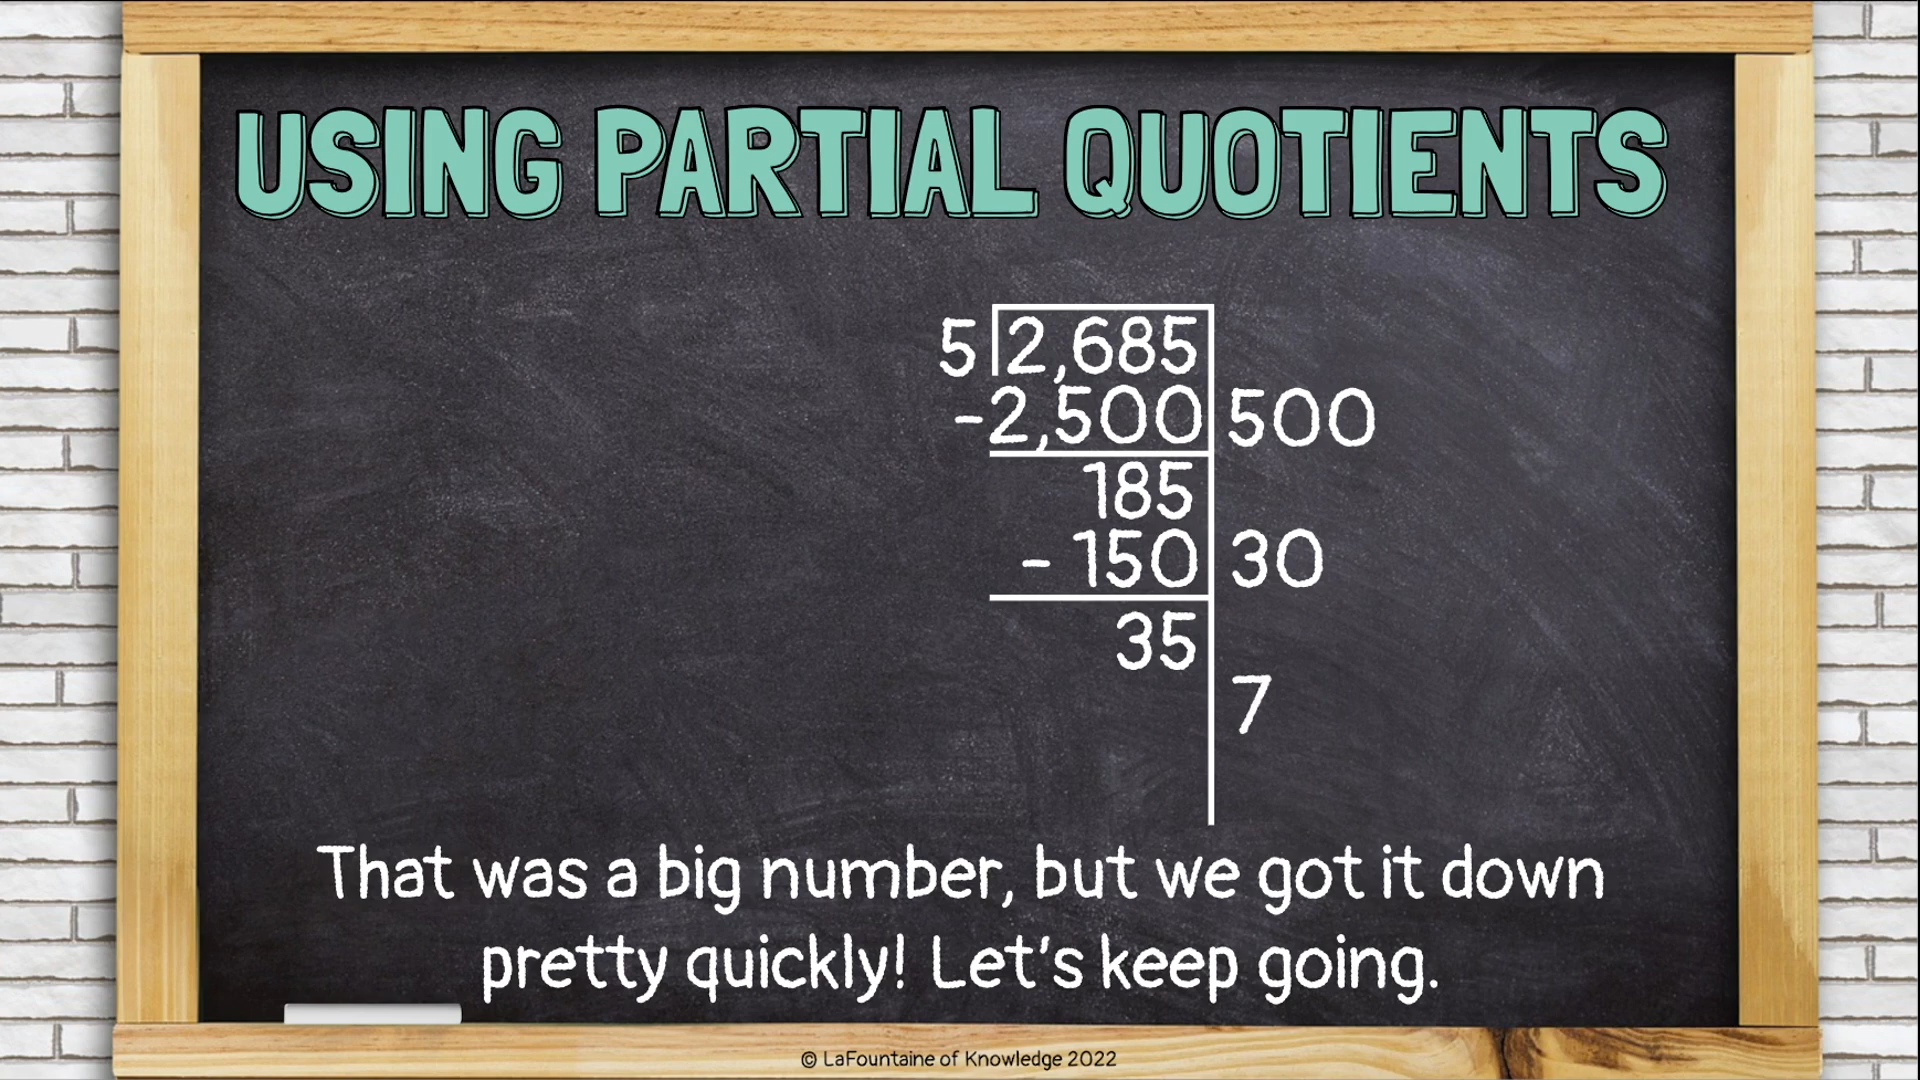 USING PARTIAL QUOTIENTS
5 2,685
-2,500 500
185
- 150 30
35
7
That was a big number, but we got it down
pretty quickly! Let's keep going.
© LaFountaine of Knowledge 2022